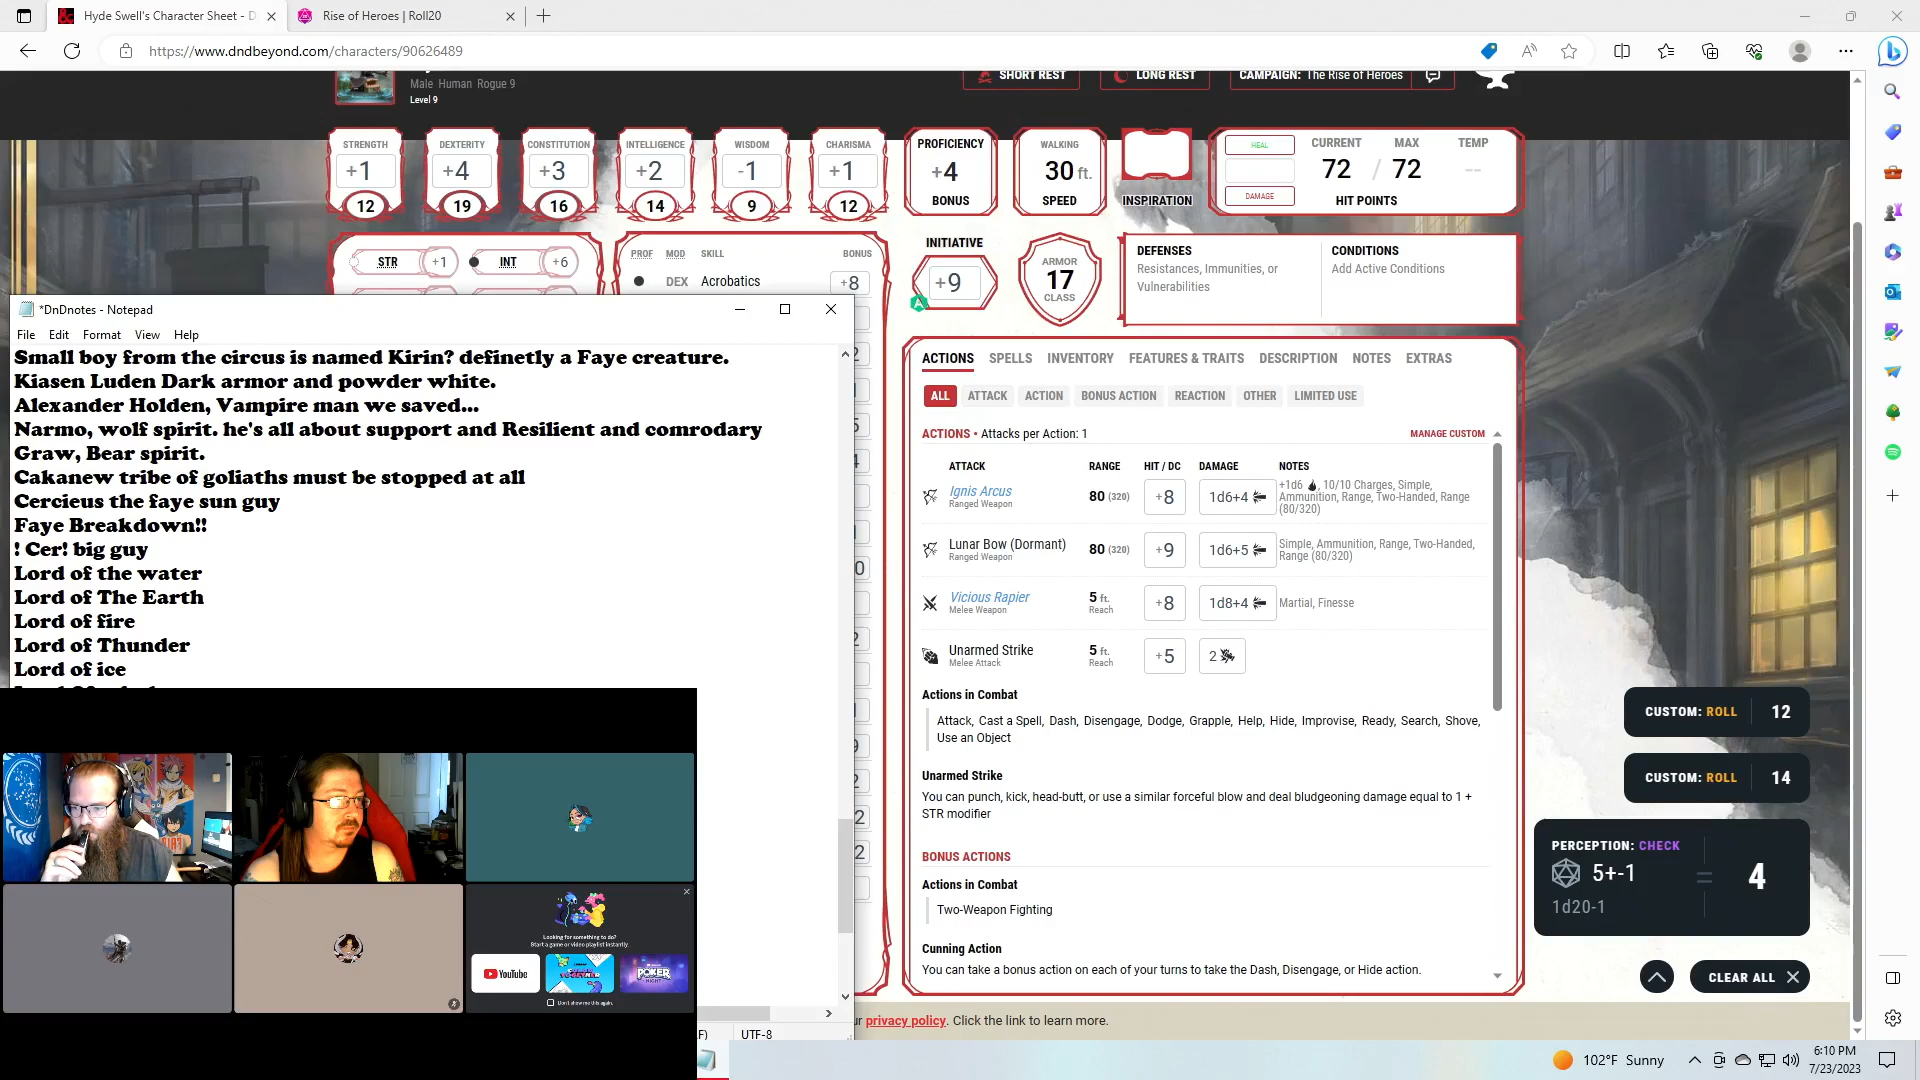 Hyde Swell's Character Sheet - D
Rise of Heroes | Roll20
https://www.dndbeyond.com/characters/90626489
Male Human Rogue 9
Level 9
SHORT REST
LONG REST
CAMPAIGN: The Rise of Heroes
STRENGTH
+1
12
DEXTERITY
+4
19
CONSTITUTION
+3
16
INTELLIGENCE
+2
14
WISDOM
-1
9
CHARISMA
+1
12
PROFICIENCY
+4
BONUS
WALKING
30 ft.
SPEED
INSPIRATION
HEAL
DAMAGE
CURRENT MAX TEMP
72 / 72 --
HIT POINTS
STR +1
INT +6
PROF MOD SKILL BONUS
DEX Acrobatics +8
INITIATIVE
+9
ARMOR
17
CLASS
DEFENSES
Resistances, Immunities, or
Vulnerabilities
CONDITIONS
Add Active Conditions
*DnDnotes - Notepad
File Edit Format View Help
Small boy from the circus is named Kirin? definetly a Faye creature.
Kiasen Luden Dark armor and powder white.
Alexander Holden, Vampire man we saved...
Narmo, wolf spirit. he's all about support and Resilient and comrodary
Graw, Bear spirit.
Cakanew tribe of goliaths must be stopped at all
Cercieus the faye sun guy
Faye Breakdown!!
! Cer! big guy
Lord of the water
Lord of The Earth
Lord of fire
Lord of Thunder
Lord of ice
ACTIONS SPELLS INVENTORY FEATURES & TRAITS DESCRIPTION NOTES EXTRAS
ALL ATTACK ACTION BONUS ACTION REACTION OTHER LIMITED USE
ACTIONS • Attacks per Action: 1
MANAGE CUSTOM
ATTACK RANGE HIT / DC DAMAGE NOTES
Ignis Arcus
Ranged Weapon
80 (320) +8 1d6+4
+1d6 , 10/10 Charges, Simple,
Ammunition, Range, Two-Handed, Range
(80/320)
Lunar Bow (Dormant)
Ranged Weapon
80 (320) +9 1d6+5
Simple, Ammunition, Range, Two-Handed,
Range (80/320)
Vicious Rapier
Melee Weapon
5 ft.
Reach
+8 1d8+4
Martial, Finesse
Unarmed Strike
Melee Attack
5 ft.
Reach
+5 2
Actions in Combat
Attack, Cast a Spell, Dash, Disengage, Dodge, Grapple, Help, Hide, Improvise, Ready, Search, Shove,
Use an Object
Unarmed Strike
You can punch, kick, head-butt, or use a similar forceful blow and deal bludgeoning damage equal to 1 +
STR modifier
BONUS ACTIONS
Actions in Combat
Two-Weapon Fighting
Cunning Action
You can take a bonus action on each of your turns to take the Dash, Disengage, or Hide action.
CUSTOM: ROLL 12
CUSTOM: ROLL 14
PERCEPTION: CHECK
5+-1 = 4
1d20-1
CLEAR ALL
Looking for something to do?
Start a game or video playlist instantly.
YouTube
POKER
NIGHT
Don't show me this again.
privacy policy. Click the link to learn more.
UTF-8
102°F Sunny
6:10 PM
7/23/2023